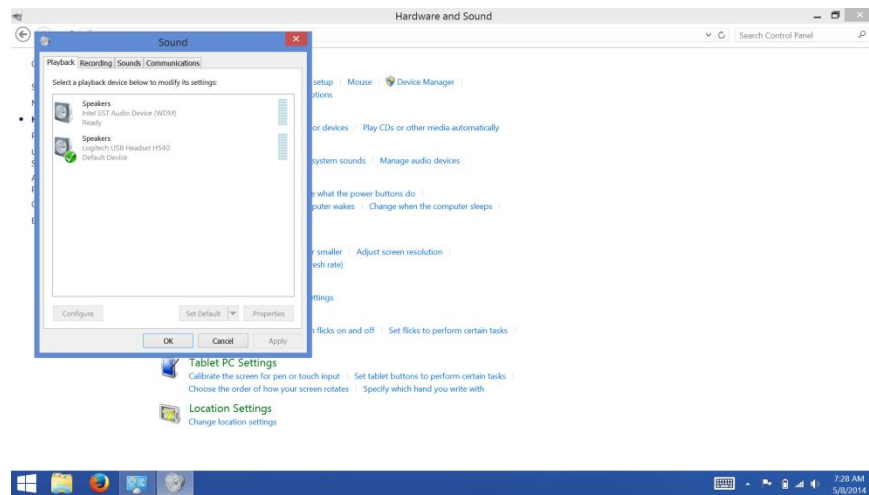 Hardware and Sound
Search Control Panel
Sound
Playback Recording Sounds Communications
Select a playback device below to modify its settings:
Speakers
Intel SST Audio Device (WDM)
Ready
Speakers
Logitech USB Headset H540
Default Device
Configure
Set Default
Properties
OK Cancel Apply
setup Mouse Device Manager
or devices Play CDs or other media automatically
system sounds Manage audio devices
what the power buttons do
computer wakes Change when the computer sleeps
smaller Adjust screen resolution
flicks on and off Set flicks to perform certain tasks
Tablet PC Settings
Calibrate the screen for pen or touch input Set tablet buttons to perform certain tasks
Choose the order of how your screen rotates Specify which hand you write with
Location Settings
Change location settings
7:28 AM
5/8/2014